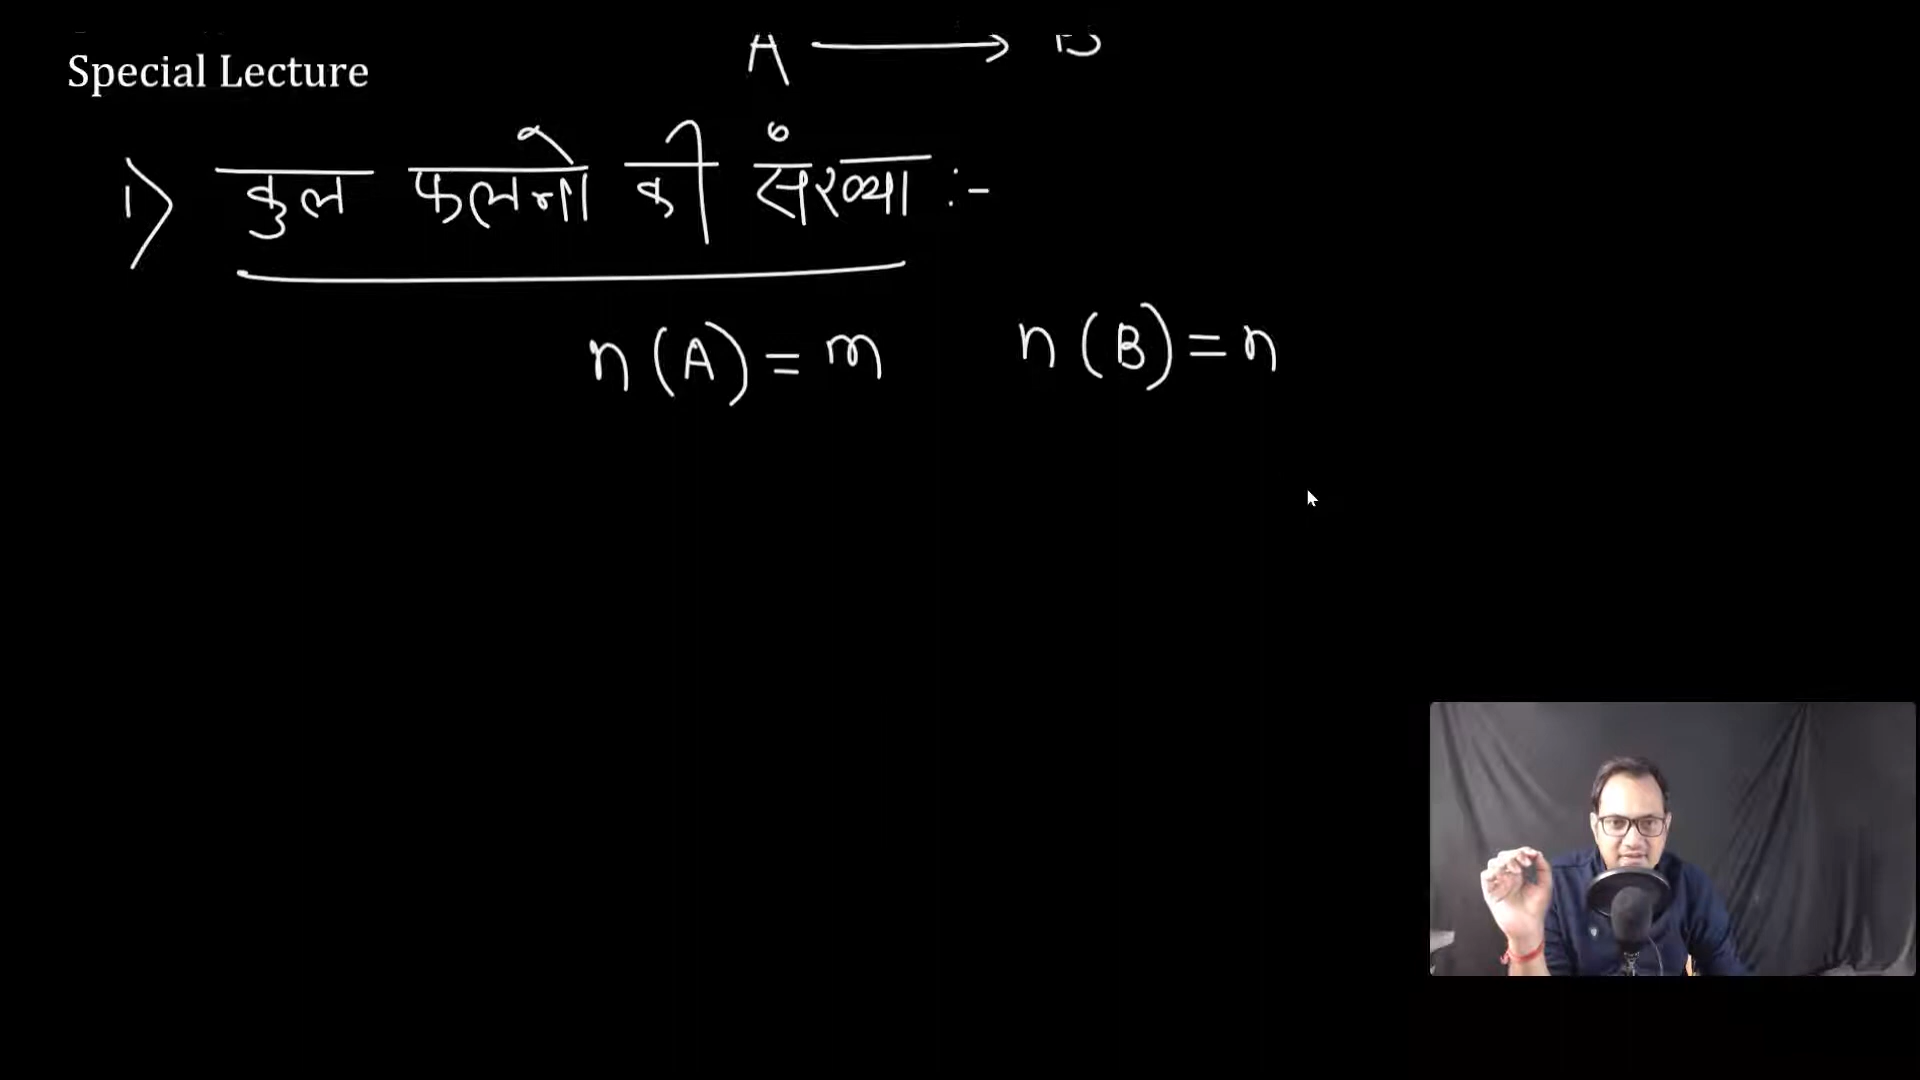 A ⟶ B
Special Lecture
1) कुल फलनो की संख्या :-
n(A) = m n(B) = n